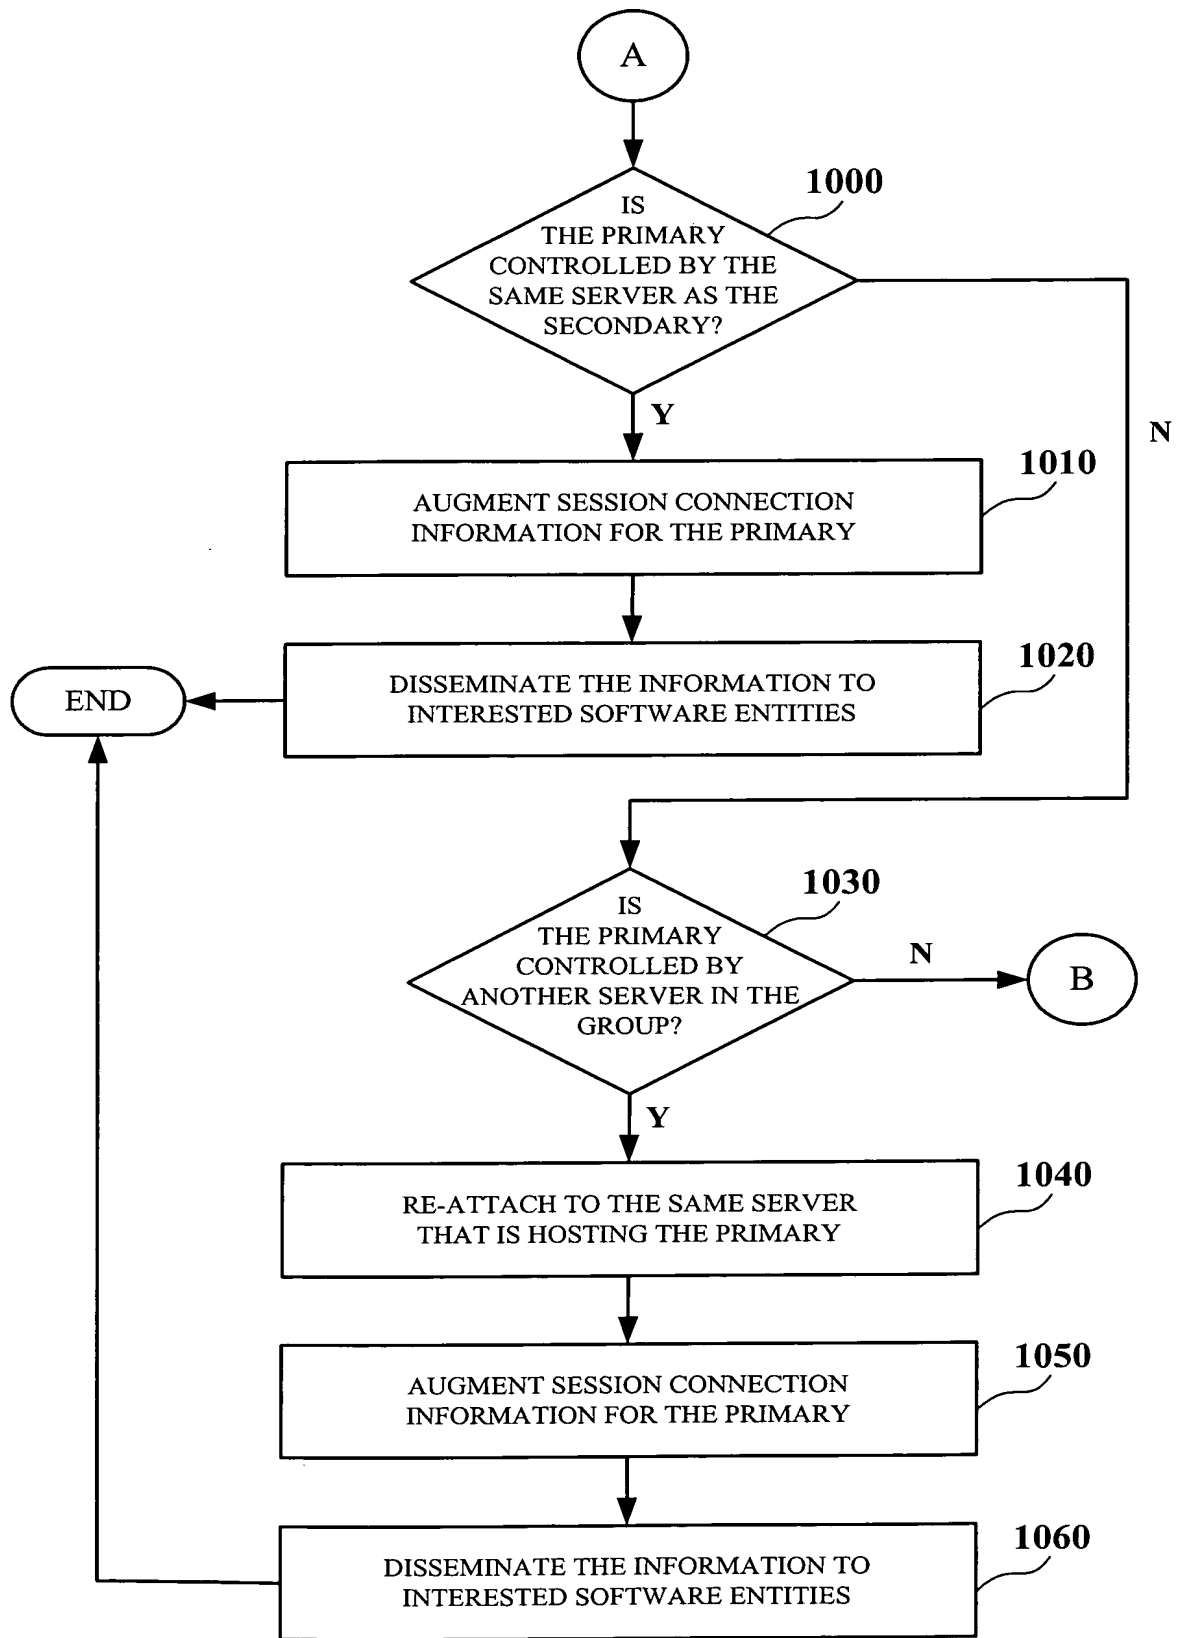 A
1000
IS
THE PRIMARY
CONTROLLED BY THE
SAME SERVER AS THE
SECONDARY?
Y
N
1010
AUGMENT SESSION CONNECTION
INFORMATION FOR THE PRIMARY
1020
DISSEMINATE THE INFORMATION TO
INTERESTED SOFTWARE ENTITIES
END
1030
IS
THE PRIMARY
CONTROLLED BY
ANOTHER SERVER IN THE
GROUP?
N
B
Y
1040
RE-ATTACH TO THE SAME SERVER
THAT IS HOSTING THE PRIMARY
1050
AUGMENT SESSION CONNECTION
INFORMATION FOR THE PRIMARY
1060
DISSEMINATE THE INFORMATION TO
INTERESTED SOFTWARE ENTITIES